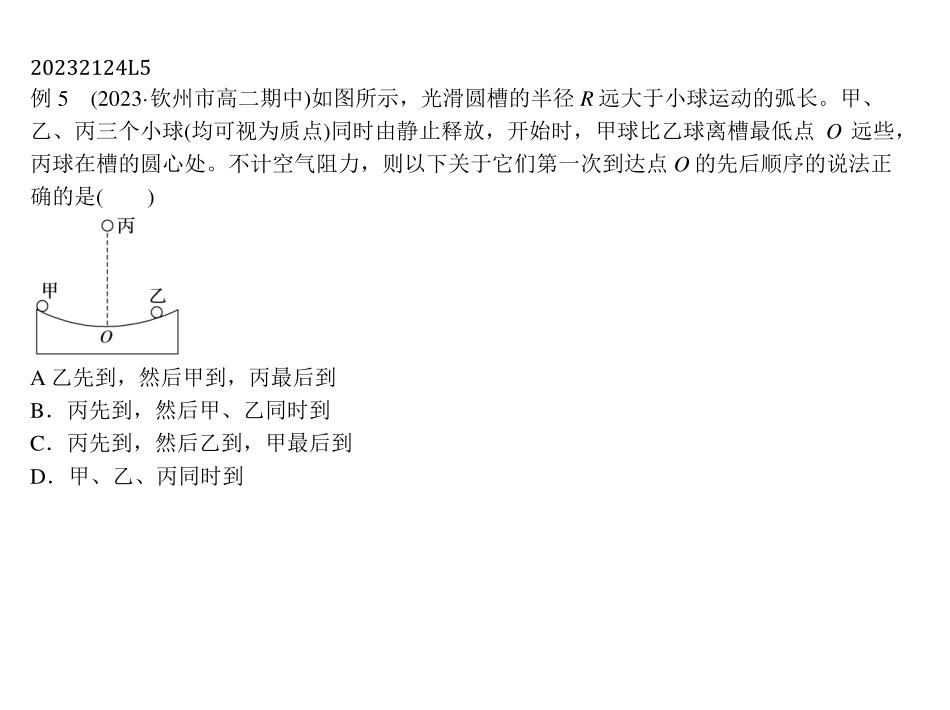 20232124L5
例 5　(2023·钦州市高二期中)如图所示，光滑圆槽的半径 R 远大于小球运动的弧长。甲、
乙、丙三个小球(均可视为质点)同时由静止释放，开始时，甲球比乙球离槽最低点 O 远些，
丙球在槽的圆心处。不计空气阻力，则以下关于它们第一次到达点 O 的先后顺序的说法正
确的是(　　)
丙
甲
乙
O
A 乙先到，然后甲到，丙最后到
B．丙先到，然后甲、乙同时到
C．丙先到，然后乙到，甲最后到
D．甲、乙、丙同时到